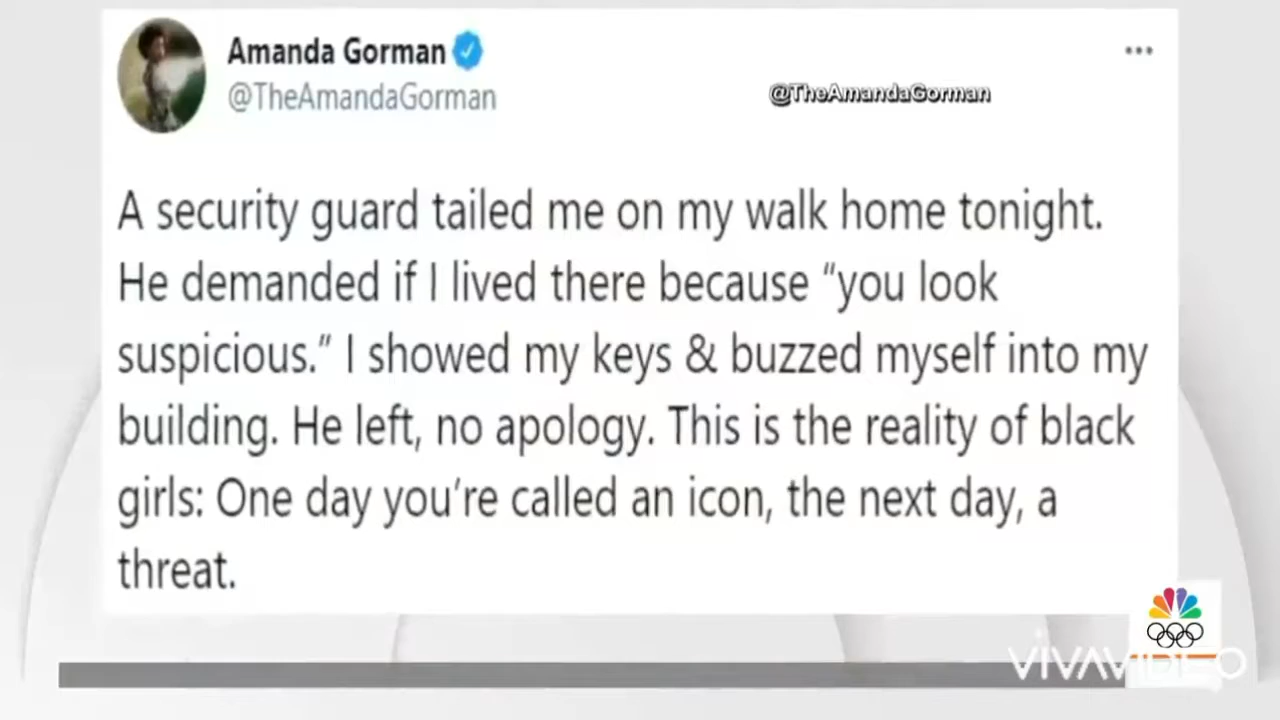 Amanda Gorman
@TheAmandaGorman
@TheAmandaGorman
A security guard tailed me on my walk home tonight.
He demanded if I lived there because “you look
suspicious.” I showed my keys & buzzed myself into my
building. He left, no apology. This is the reality of black
girls: One day you’re called an icon, the next day, a
threat.
VIVAVIDEO